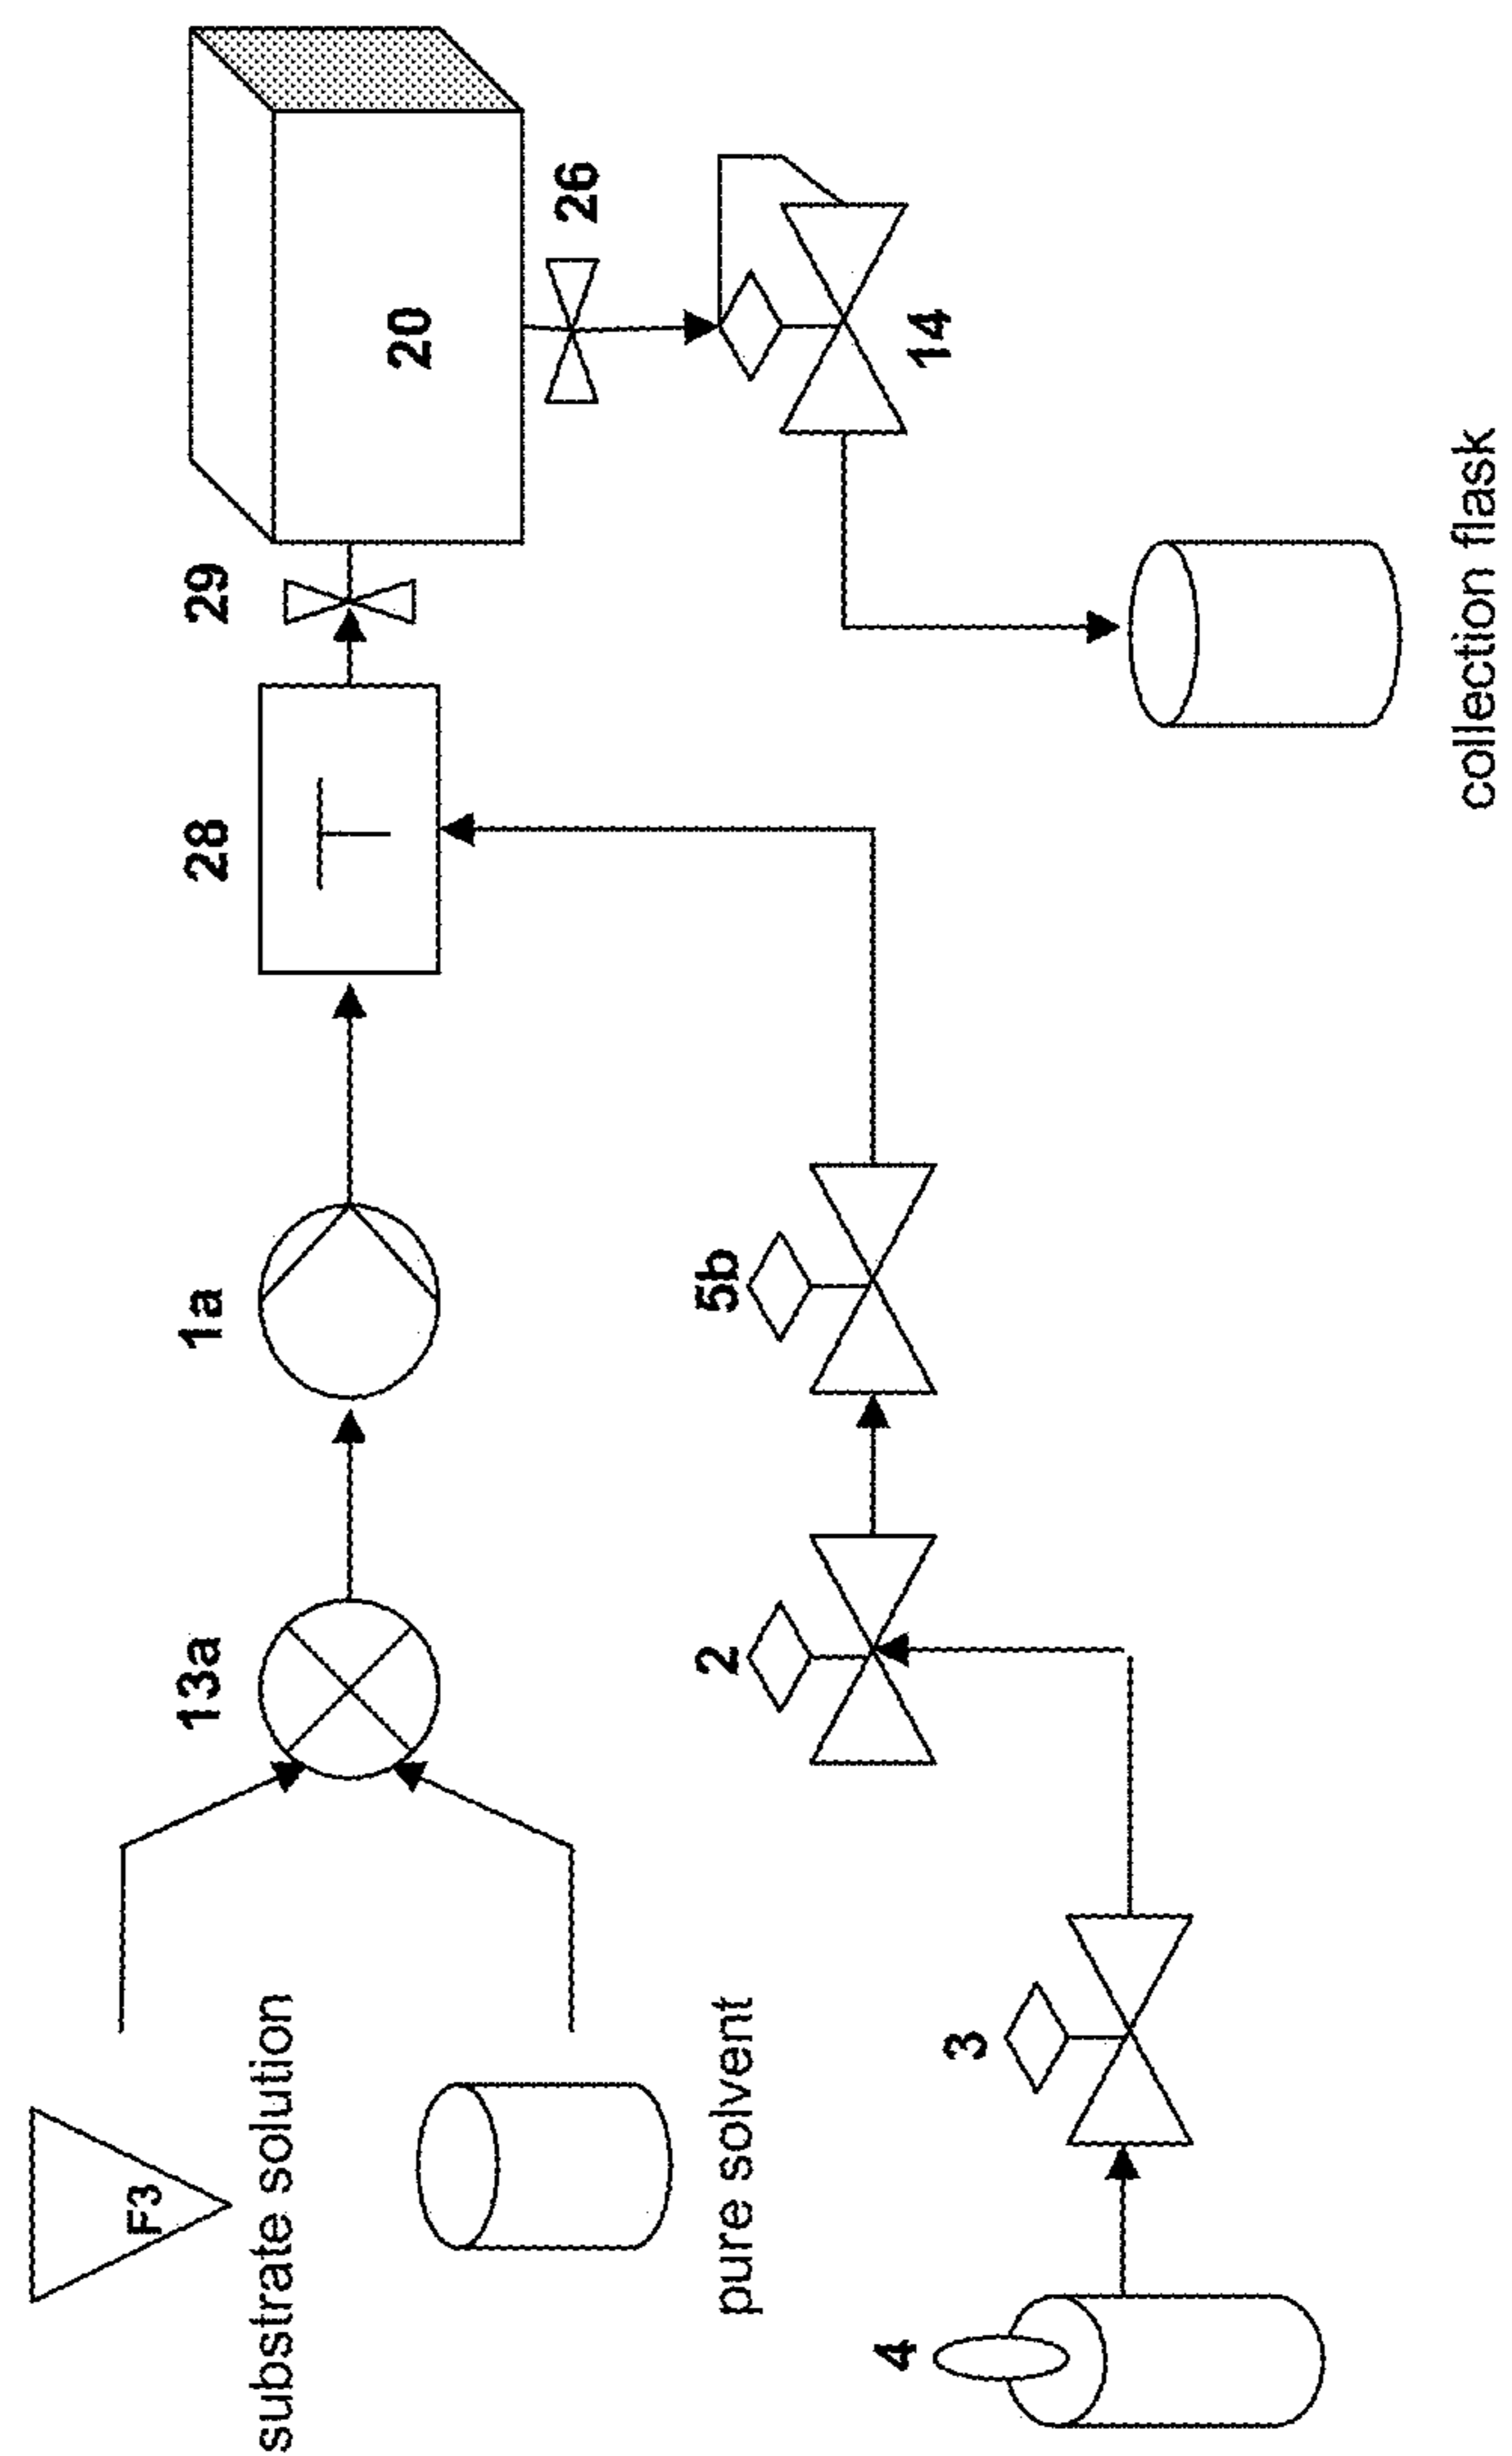 F3
substrate solution
pure solvent
13a
1a
28
29
20
26
14
4
3
2
5b
T
collection flask